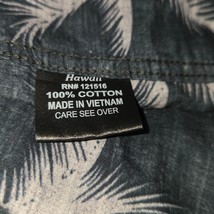 Hawaii
RN# 121516
100% COTTON
MADE IN VIETNAM
CARE SEE OVER